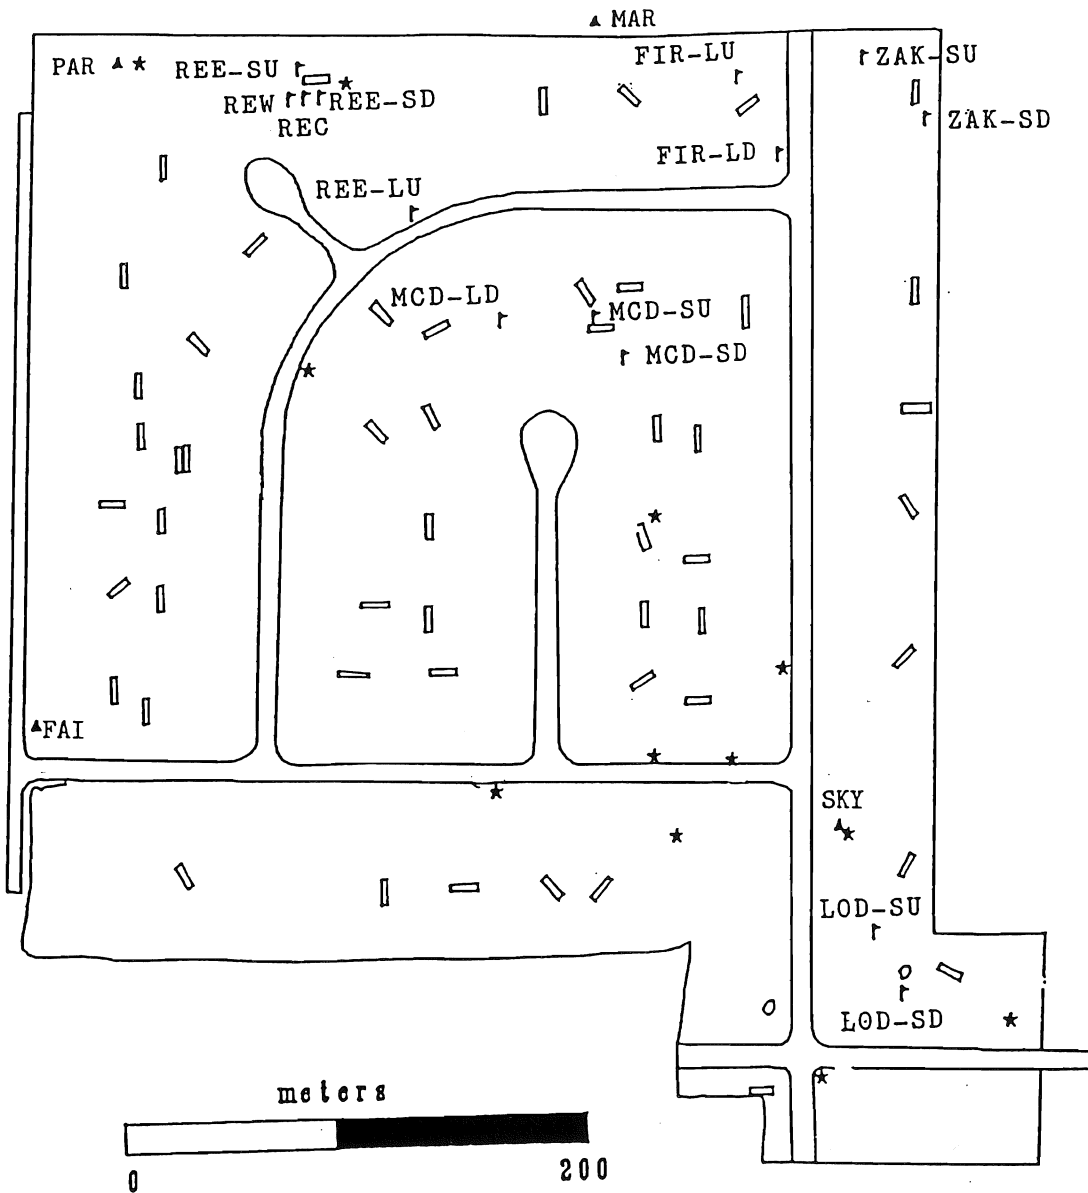 MAR
FIR-LU
ZAK-SU
PAR
REE-SU
REW
REE-SD
REC
ZAK-SD
FIR-LD
REE-LU
MCD-LD
MCD-SU
MCD-SD
FAI
SKY
LOD-SU
LOD-SD
meters
0
200